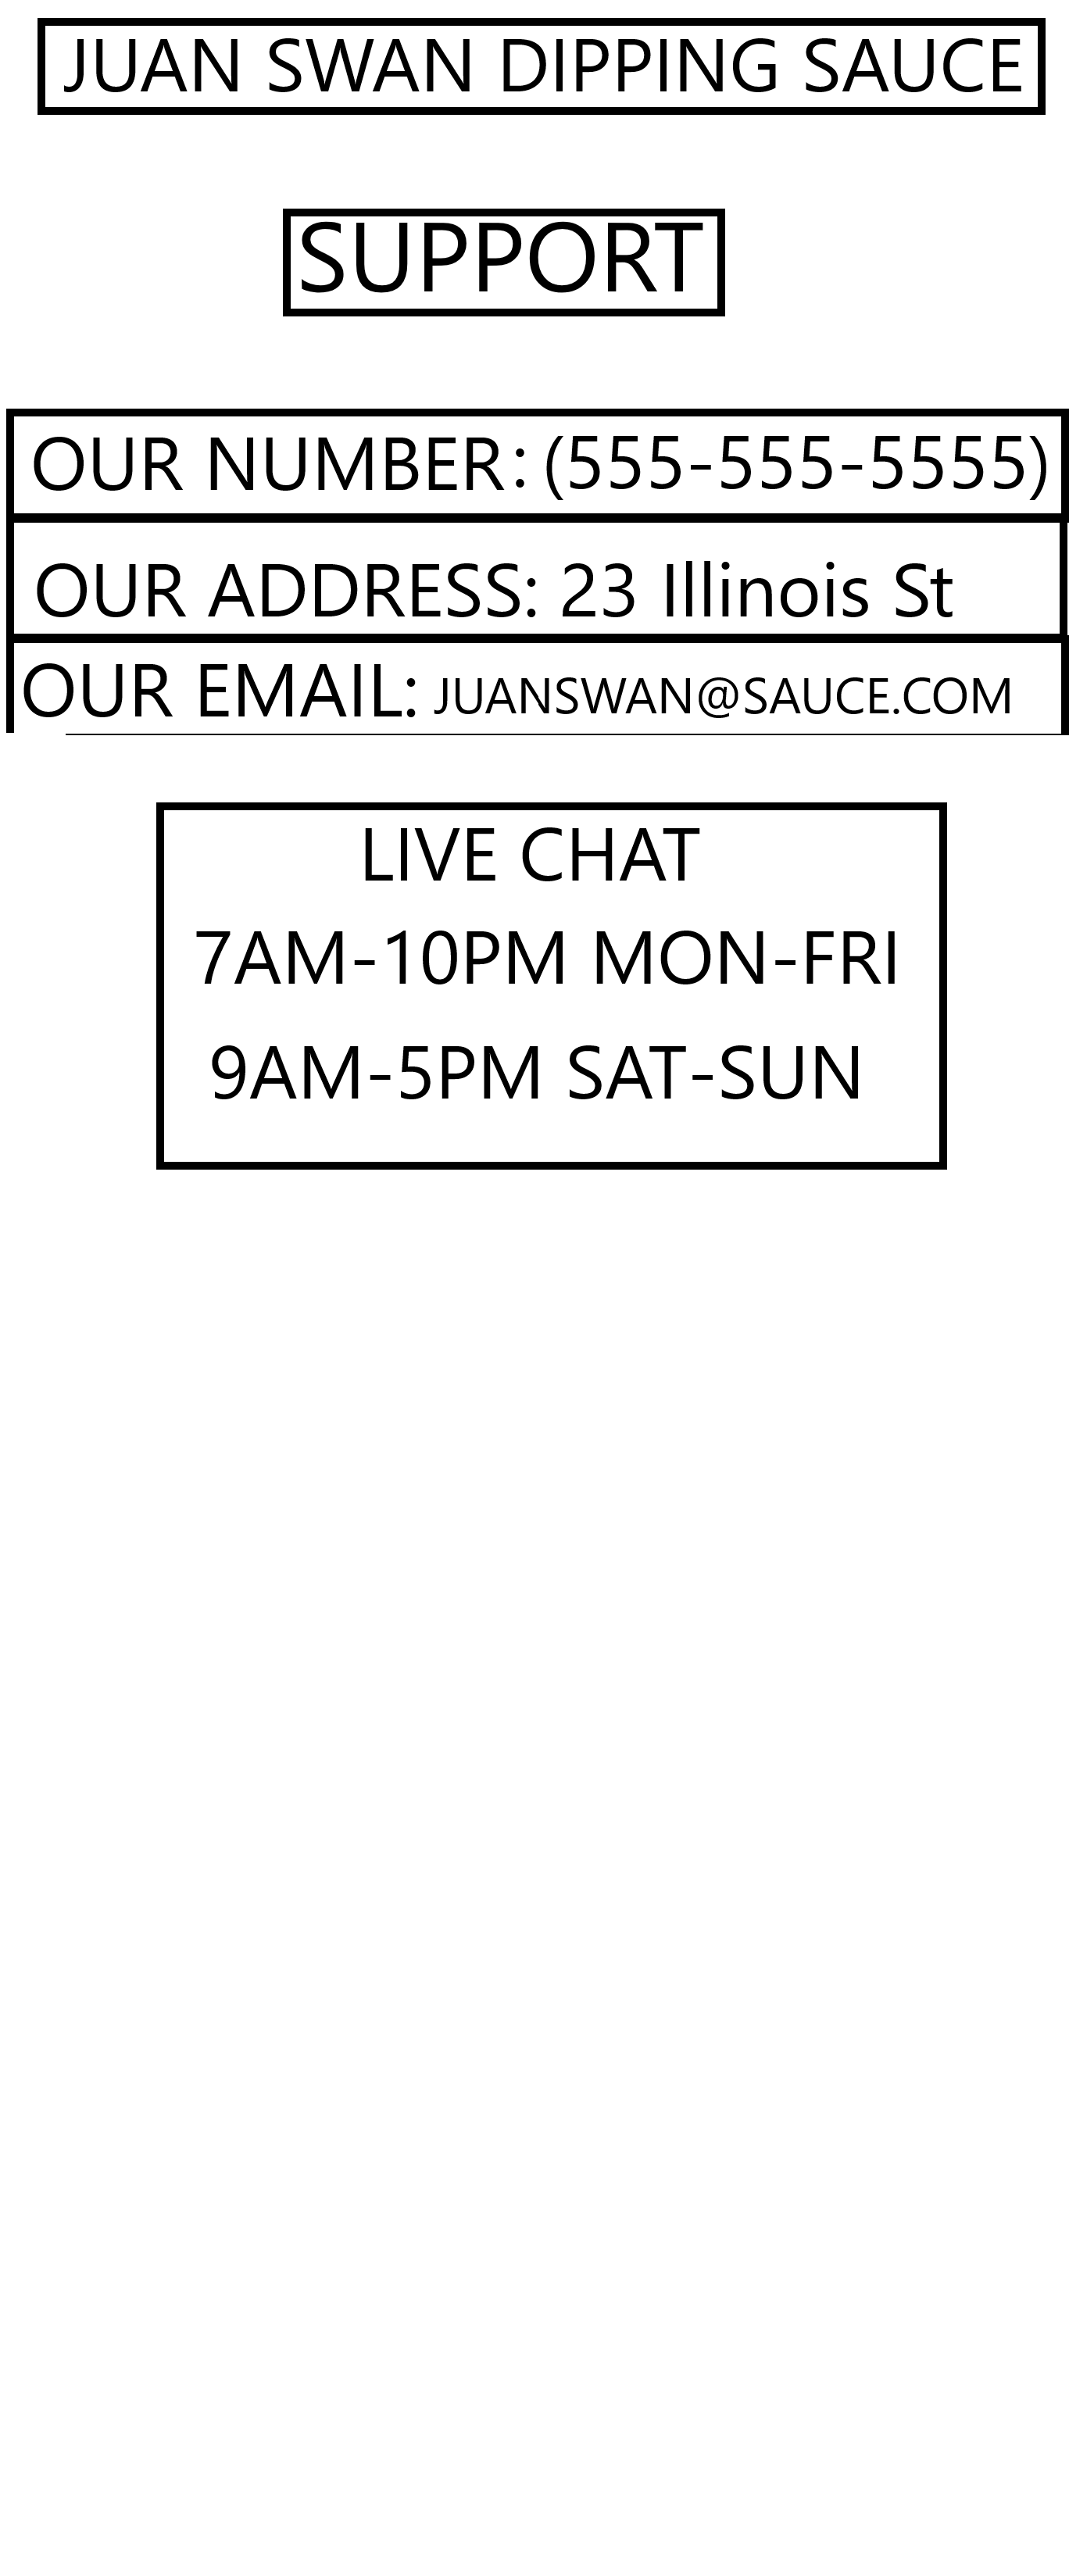 JUAN SWAN DIPPING SAUCE
SUPPORT
OUR NUMBER: (555-555-5555)
OUR ADDRESS: 23 Illinois St
OUR EMAIL: JUANSWAN@SAUCE.COM
LIVE CHAT
7AM-10PM MON-FRI
9AM-5PM SAT-SUN